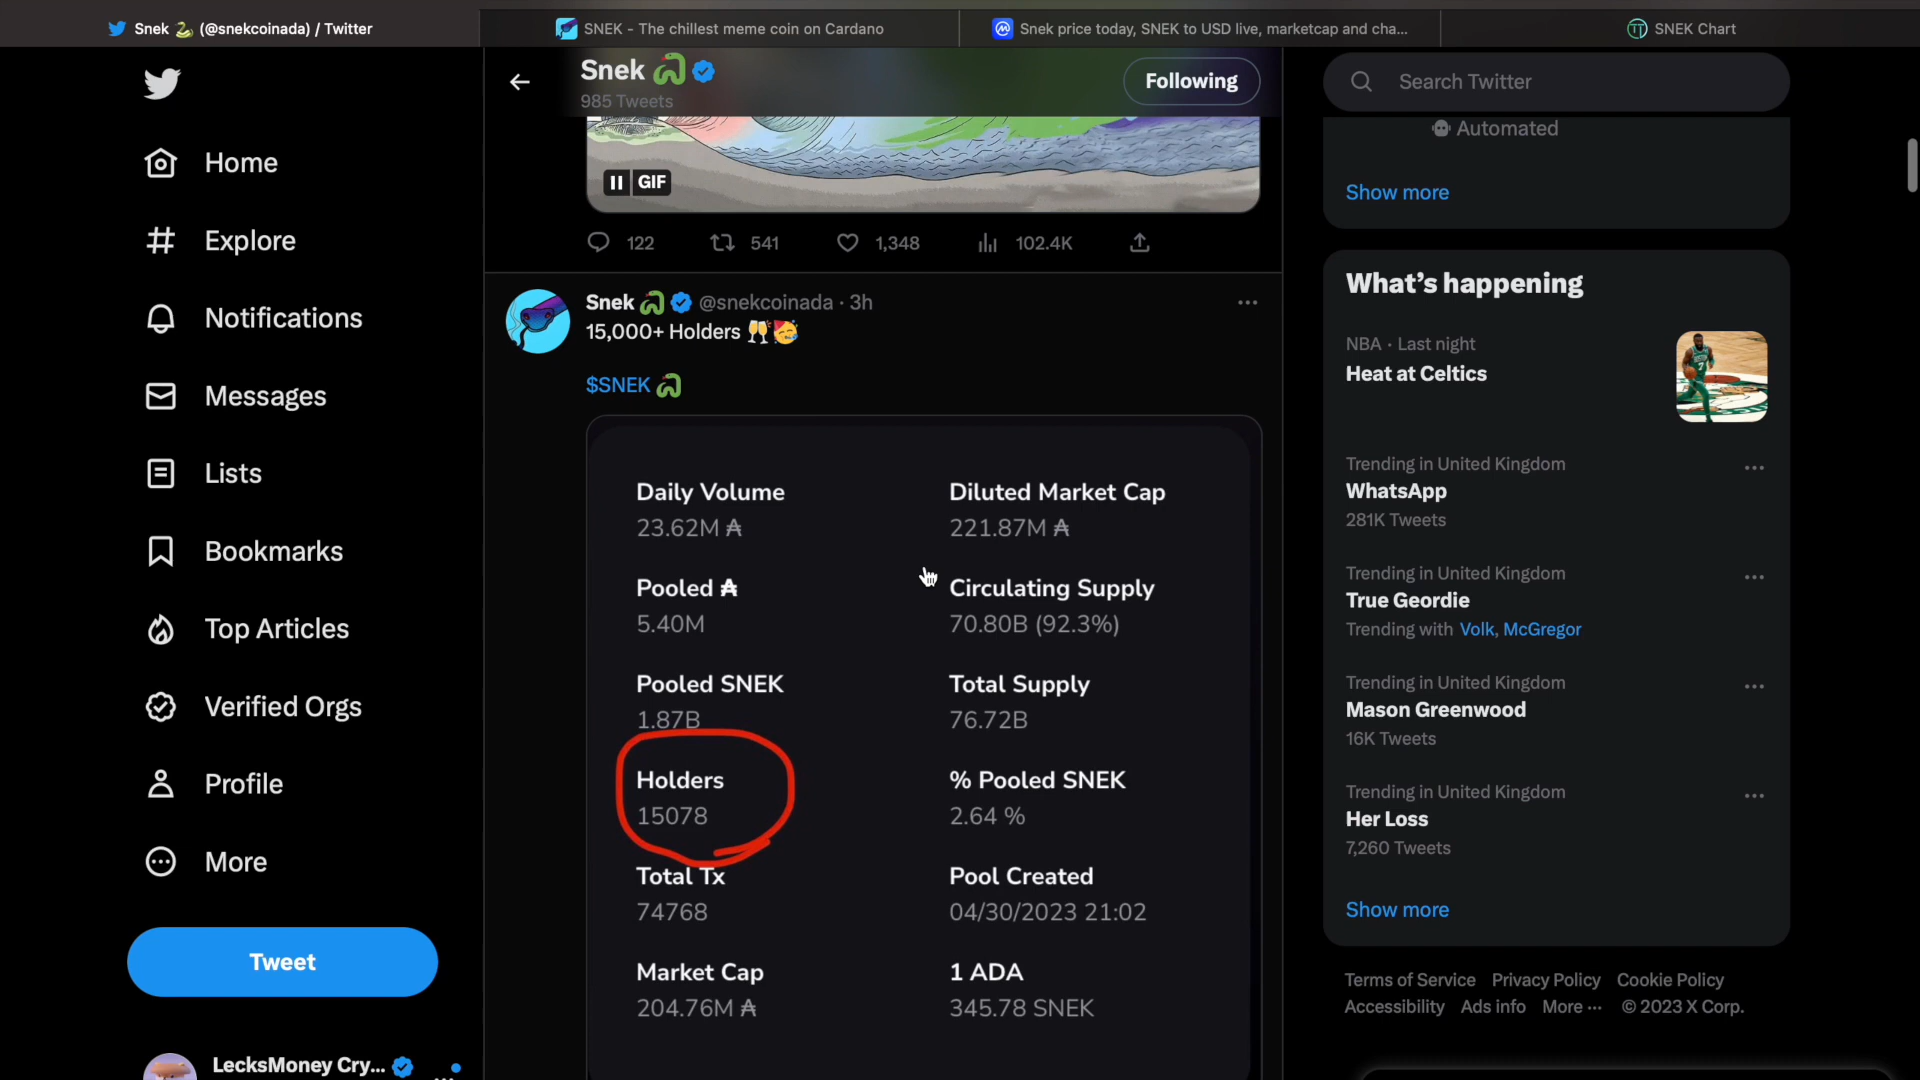 Snek 🐍 (@snekcoinada) / Twitter
SNEK - The chillest meme coin on Cardano
Snek price today, SNEK to USD live, marketcap and cha...
SNEK Chart
Home
Explore
Notifications
Messages
Lists
Bookmarks
Top Articles
Verified Orgs
Profile
More
Tweet
LecksMoney Cry...
Snek 🐍
985 Tweets
Following
GIF
122 541 1,348 102.4K
Snek 🐍 @snekcoinada · 3h
15,000+ Holders 🥂🥳
$SNEK 🐍
Daily Volume
23.62M ₳
Diluted Market Cap
221.87M ₳
Pooled ₳
5.40M
Circulating Supply
70.80B (92.3%)
Pooled SNEK
1.87B
Total Supply
76.72B
Holders
15078
% Pooled SNEK
2.64 %
Total Tx
74768
Pool Created
04/30/2023 21:02
Market Cap
204.76M ₳
1 ADA
345.78 SNEK
Search Twitter
Automated
Show more
What's happening
NBA · Last night
Heat at Celtics
Trending in United Kingdom
WhatsApp
281K Tweets
Trending in United Kingdom
True Geordie
Trending with Volk, McGregor
Trending in United Kingdom
Mason Greenwood
16K Tweets
Trending in United Kingdom
Her Loss
7,260 Tweets
Show more
Terms of Service Privacy Policy Cookie Policy
Accessibility Ads info More ··· © 2023 X Corp.